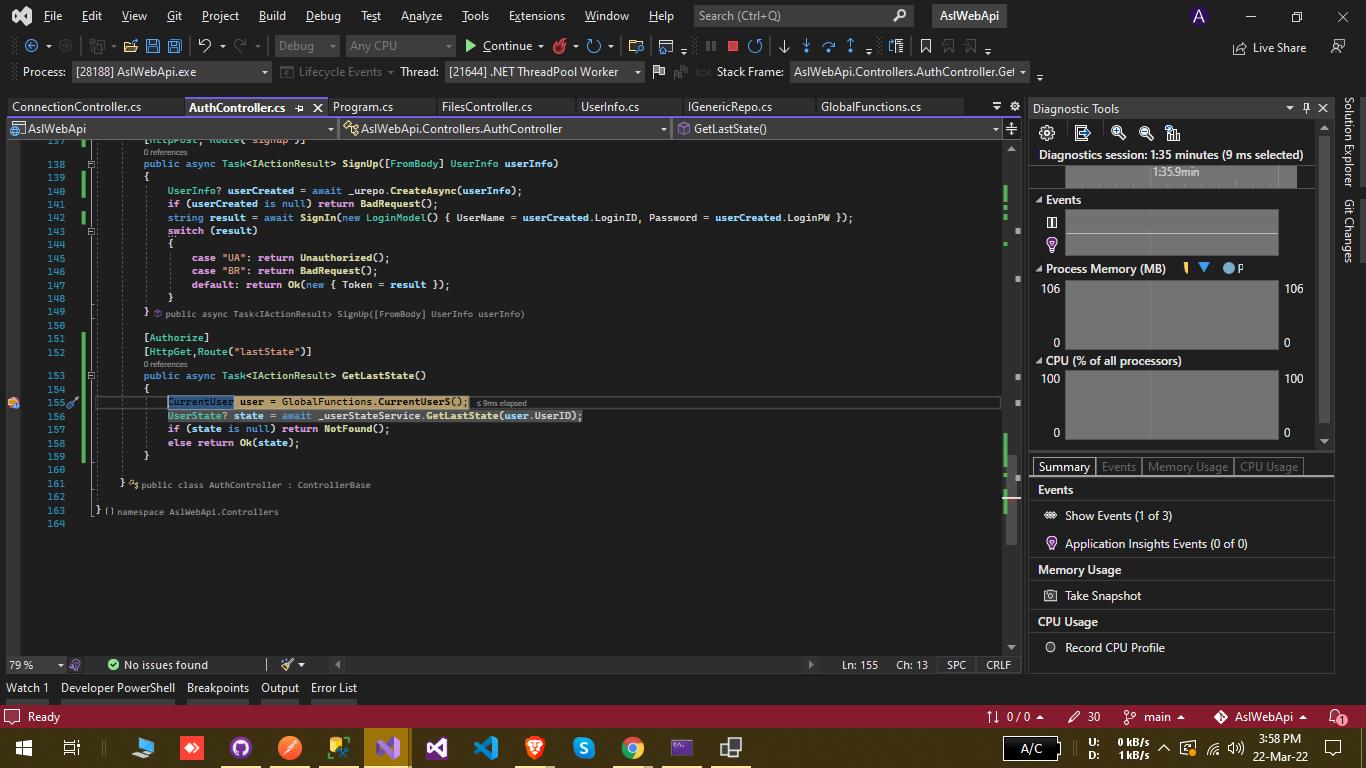 File Edit View Git Project Build Debug Test Analyze Tools Extensions Window Help Search (Ctrl+Q) AslWebApi A
Debug Any CPU Continue Live Share
Process: [28188] AslWebApi.exe Lifecycle Events Thread: [21644] .NET ThreadPool Worker Stack Frame: AslWebApi.Controllers.AuthController.Get
ConnectionController.cs AuthController.cs Program.cs FilesController.cs UserInfo.cs IGenericRepo.cs GlobalFunctions.cs
AslWebApi AslWebApi.Controllers.AuthController GetLastState()
137 [HttpPost, Route("signup")]
0 references
138 public async Task<IActionResult> SignUp([FromBody] UserInfo userInfo)
139 {
140 UserInfo? userCreated = await _urepo.CreateAsync(userInfo);
141 if (userCreated is null) return BadRequest();
142 string result = await SignIn(new LoginModel() { UserName = userCreated.LoginID, Password = userCreated.LoginPW });
143 switch (result)
144 {
145 case "UA": return Unauthorized();
146 case "BR": return BadRequest();
147 default: return Ok(new { Token = result });
148 }
149 } public async Task<IActionResult> SignUp([FromBody] UserInfo userInfo)
150
151 [Authorize]
152 [HttpGet,Route("lastState")]
0 references
153 public async Task<IActionResult> GetLastState()
154 {
155 CurrentUser user = GlobalFunctions.CurrentUserS(); ≤ 9ms elapsed
156 UserState? state = await _userStateService.GetLastState(user.UserID);
157 if (state is null) return NotFound();
158 else return Ok(state);
159 }
160
161 } public class AuthController : ControllerBase
162
163 } {} namespace AslWebApi.Controllers
164
79 % No issues found Ln: 155 Ch: 13 SPC CRLF
Diagnostic Tools
Diagnostics session: 1:35 minutes (9 ms selected)
1:35.9min
Events
Process Memory (MB) P
106 106
0 0
CPU (% of all processors)
100 100
0 0
Summary Events Memory Usage CPU Usage
Events
Show Events (1 of 3)
Application Insights Events (0 of 0)
Memory Usage
Take Snapshot
CPU Usage
Record CPU Profile
Solution Explorer
Git Changes
Watch 1 Developer PowerShell Breakpoints Output Error List
Ready 0 / 0 30 main AslWebApi 1
A/C U: 0 kB/s
D: 1 kB/s
3:58 PM
22-Mar-22